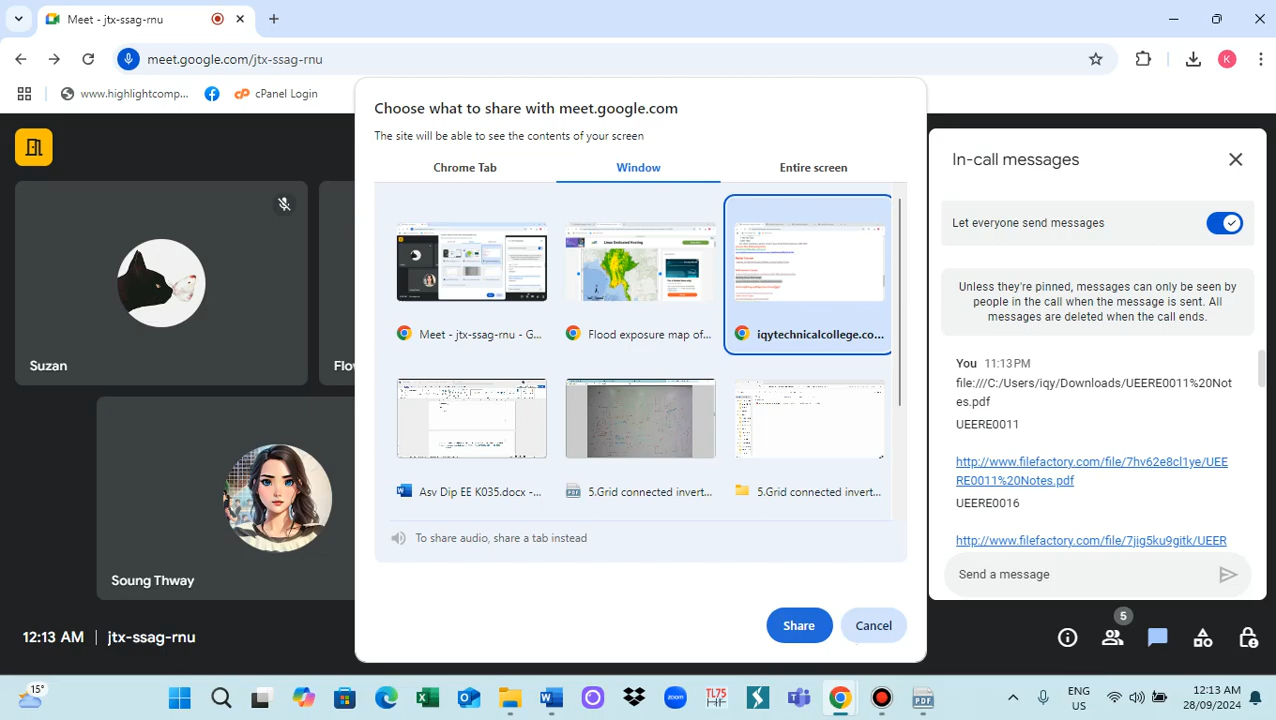 Meet - jtx-ssag-rnu
meet.google.com/jtx-ssag-rnu
www.highlightcomp...
cPanel Login
Choose what to share with meet.google.com
The site will be able to see the contents of your screen
Chrome Tab
Window
Entire screen
Meet - jtx-ssag-rnu - G...
Flood exposure map of...
iqytechnicalcollege.co...
Asv Dip EE K035.docx -...
5.Grid connected invert...
5.Grid connected invert...
To share audio, share a tab instead
Share
Cancel
Suzan
Flo
Soung Thway
12:13 AM
jtx-ssag-rnu
In-call messages
Let everyone send messages
Unless they're pinned, messages can only be seen by
people in the call when the message is sent. All
messages are deleted when the call ends.
You 11:13 PM
file:///C:/Users/iqy/Downloads/UEERE0011%20Not
es.pdf
UEERE0011
http://www.filefactory.com/file/7hv62e8cl1ye/UEE
RE0011%20Notes.pdf
UEERE0016
http://www.filefactory.com/file/7jig5ku9gitk/UEER
Send a message
5
K
15°
zoom
TL75
PDF
ENG
US
12:13 AM
28/09/2024